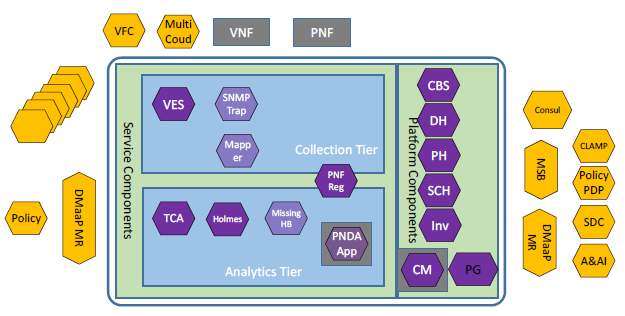 VFC
Multi
Coud
VNF
PNF
Service Components
VES
SNMP
Trap
Mapp
er
Collection Tier
PNF
Reg
TCA
Holmes
Missing
HB
PNDA
App
Analytics Tier
Platform Components
CBS
DH
PH
SCH
Inv
CM
PG
Policy
DMaaP MR
Consul
MSB
DMaaP
MR
CLAMP
Policy
PDP
SDC
A&AI